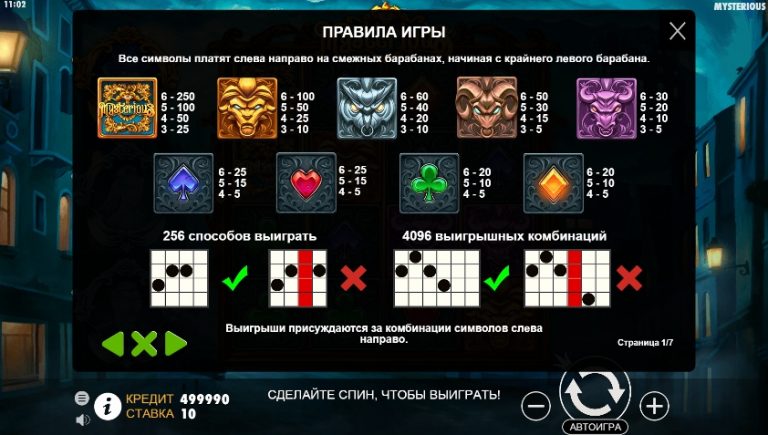 11:02
MYSTERIOUS
ПРАВИЛА ИГРЫ
Все символы платят слева направо на смежных барабанах, начиная с крайнего левого барабана.
Mysterious
6 - 250
5 - 100
4 - 50
3 - 25
6 - 100
5 - 50
4 - 25
3 - 10
6 - 60
5 - 40
4 - 20
3 - 10
6 - 50
5 - 30
4 - 15
3 - 5
6 - 30
5 - 20
4 - 10
3 - 5
6 - 25
5 - 15
4 - 5
6 - 25
5 - 15
4 - 5
6 - 20
5 - 10
4 - 5
6 - 20
5 - 10
4 - 5
256 способов выиграть
4096 выигрышных комбинаций
Выигрыши присуждаются за комбинации символов слева
направо.
Страница 1/7
КРЕДИТ 499990
СТАВКА 10
СДЕЛАЙТЕ СПИН, ЧТОБЫ ВЫИГРАТЬ!
АВТОИГРА